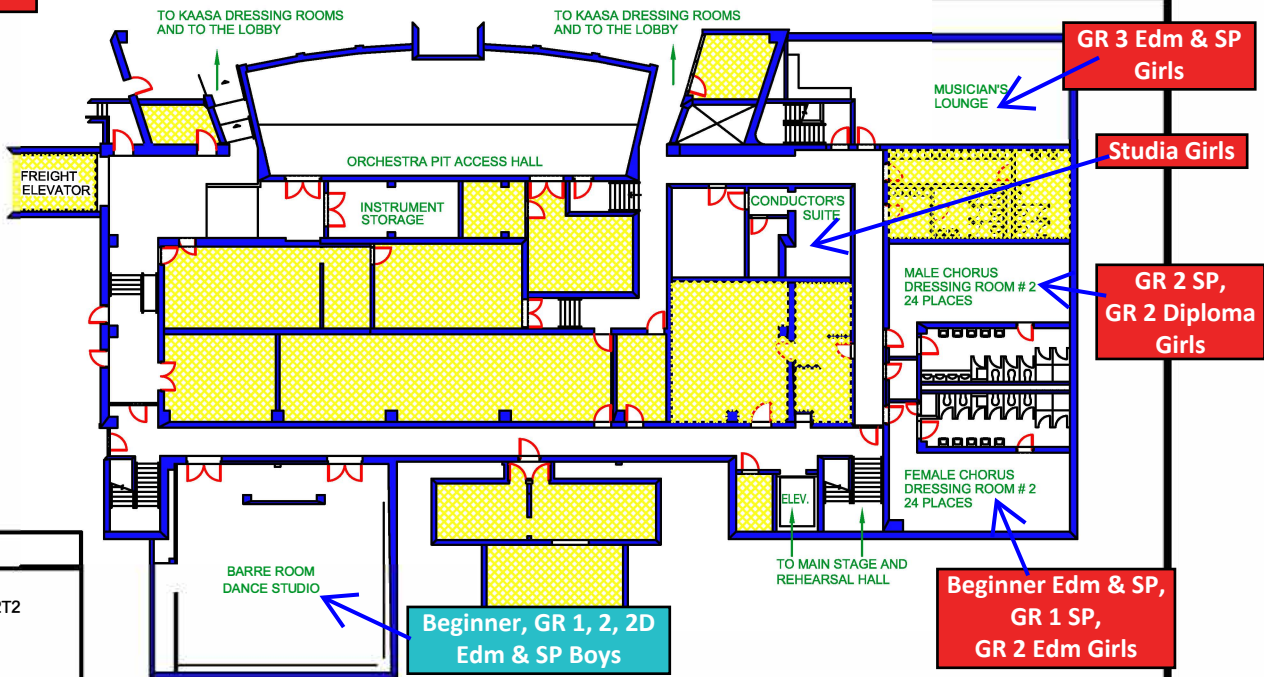 TO KAASA DRESSING ROOMS
AND TO THE LOBBY
TO KAASA DRESSING ROOMS
AND TO THE LOBBY
GR 3 Edm & SP
Girls
MUSICIAN'S
LOUNGE
Studia Girls
ORCHESTRA PIT ACCESS HALL
FREIGHT
ELEVATOR
INSTRUMENT
STORAGE
CONDUCTOR'S
SUITE
MALE CHORUS
DRESSING ROOM # 2
24 PLACES
GR 2 SP,
GR 2 Diploma
Girls
FEMALE CHORUS
DRESSING ROOM # 2
24 PLACES
ELEV.
TO MAIN STAGE AND
REHEARSAL HALL
BARRE ROOM
DANCE STUDIO
Beginner, GR 1, 2, 2D
Edm & SP Boys
Beginner Edm & SP,
GR 1 SP,
GR 2 Edm Girls